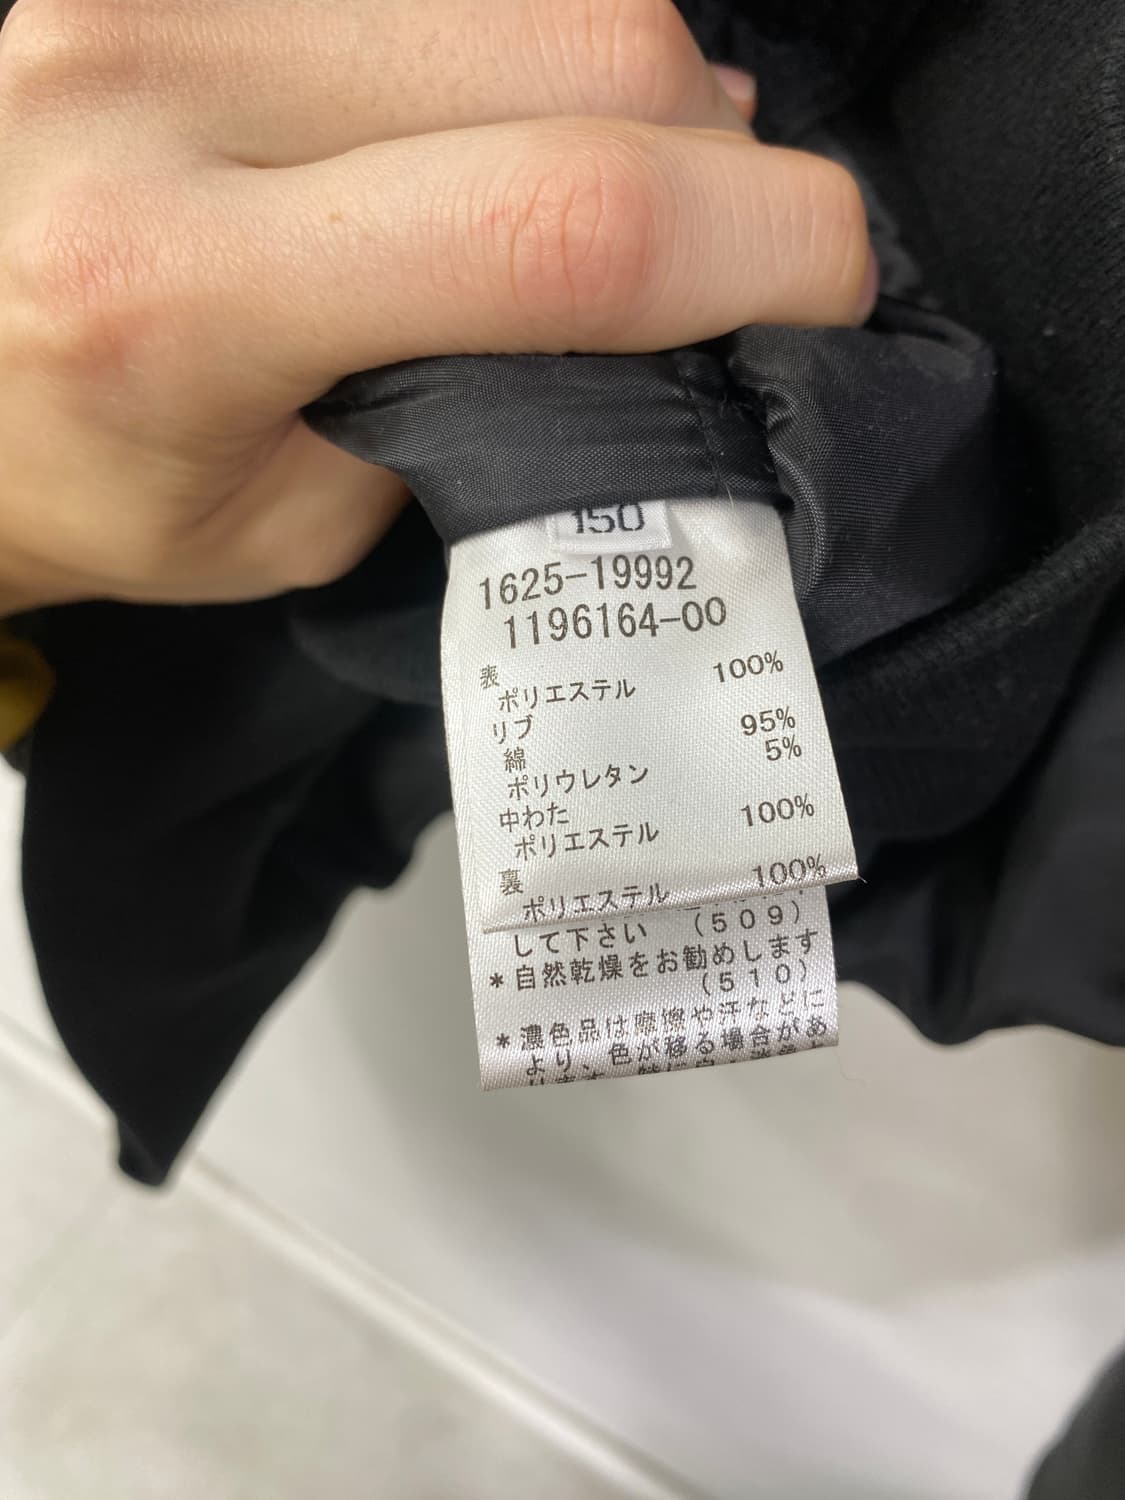 150
1625-19992
1196164-00
表
ポリエステル 100%
リブ
綿 95%
ポリウレタン 5%
中わた
ポリエステル 100%
裏
ポリエステル 100%
して下さい (509)
*自然乾燥をお勧めします
(510)
*濃色品は摩擦や汗などに
より、色が移る場合があ